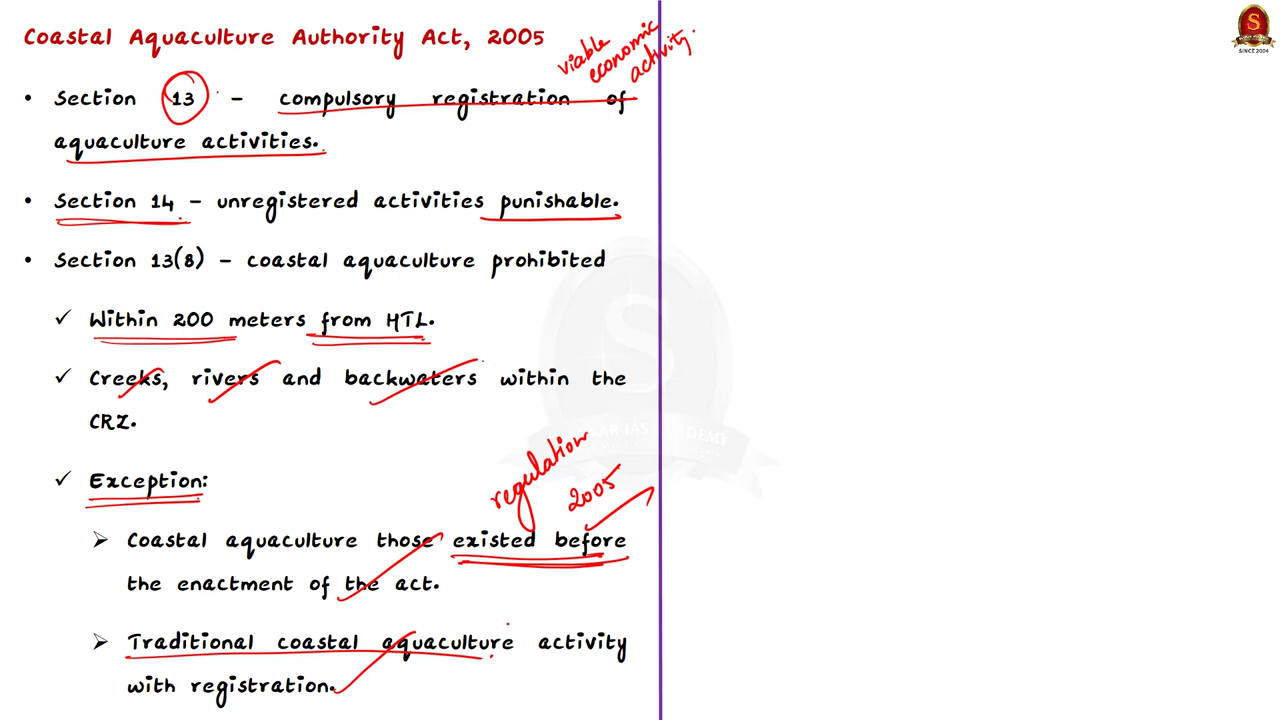 Coastal Aquaculture Authority Act, 2005
viable
economic
activity.
• Section 13 - compulsory registration of
aquaculture activities.
• Section 14 - unregistered activities punishable.
• Section 13(8) - coastal aquaculture prohibited
✓ Within 200 meters from HTL.
✓ Creeks, rivers and backwaters within the
CRZ.
regulation
2005
✓ Exception:
➢ Coastal aquaculture those existed before
the enactment of the act.
➢ Traditional coastal aquaculture activity
with registration.
S
SINCE 2004